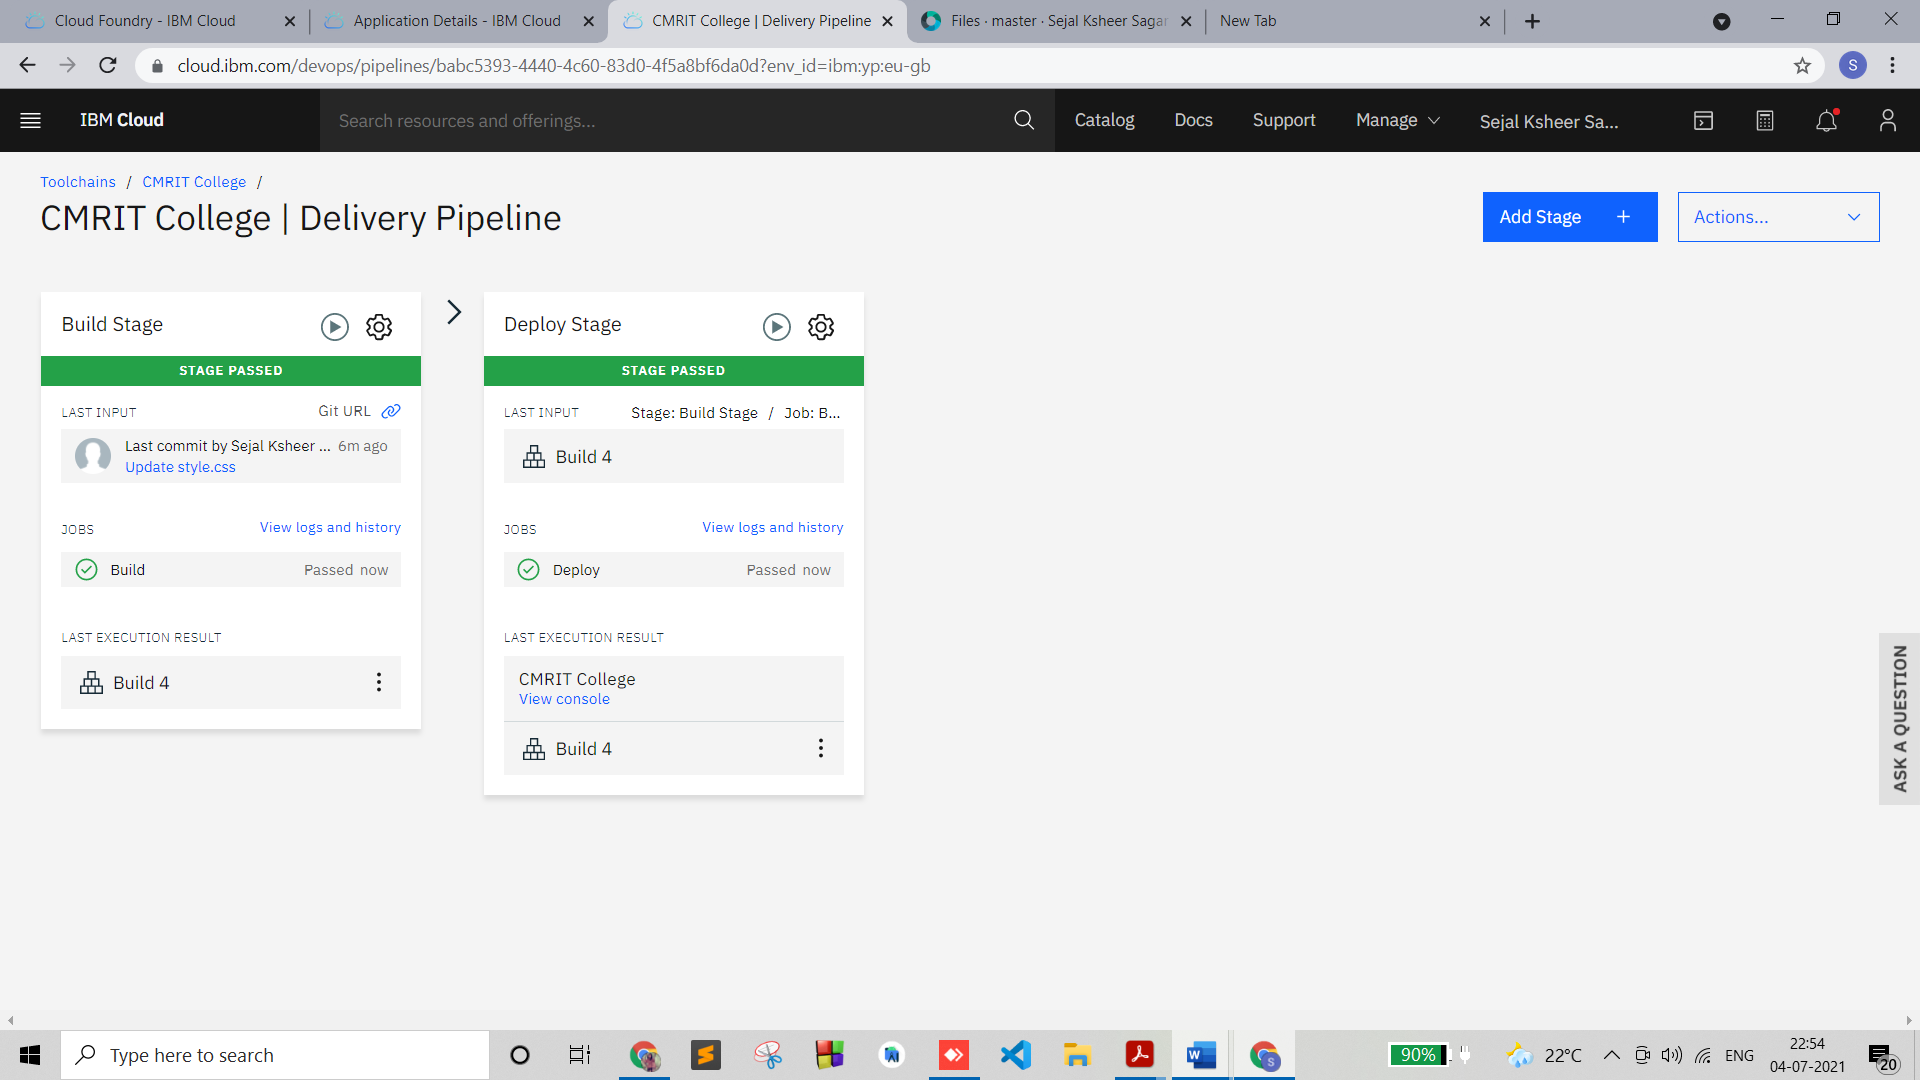 Cloud Foundry - IBM Cloud
Application Details - IBM Cloud
CMRIT College | Delivery Pipeline
Files · master · Sejal Ksheer Sagar
New Tab
cloud.ibm.com/devops/pipelines/babc5393-4440-4c60-83d0-4f5a8bf6da0d?env_id=ibm:yp:eu-gb
S
IBM Cloud
Search resources and offerings...
Catalog
Docs
Support
Manage
Sejal Ksheer Sa...
Toolchains / CMRIT College /
CMRIT College | Delivery Pipeline
Add Stage +
Actions...
Build Stage
STAGE PASSED
LAST INPUT
Git URL
Last commit by Sejal Ksheer ... 6m ago
Update style.css
JOBS
View logs and history
Build
Passed now
LAST EXECUTION RESULT
Build 4
Deploy Stage
STAGE PASSED
LAST INPUT
Stage: Build Stage / Job: B...
Build 4
JOBS
View logs and history
Deploy
Passed now
LAST EXECUTION RESULT
CMRIT College
View console
Build 4
ASK A QUESTION
Type here to search
90%
22°C
ENG
22:54
04-07-2021
20